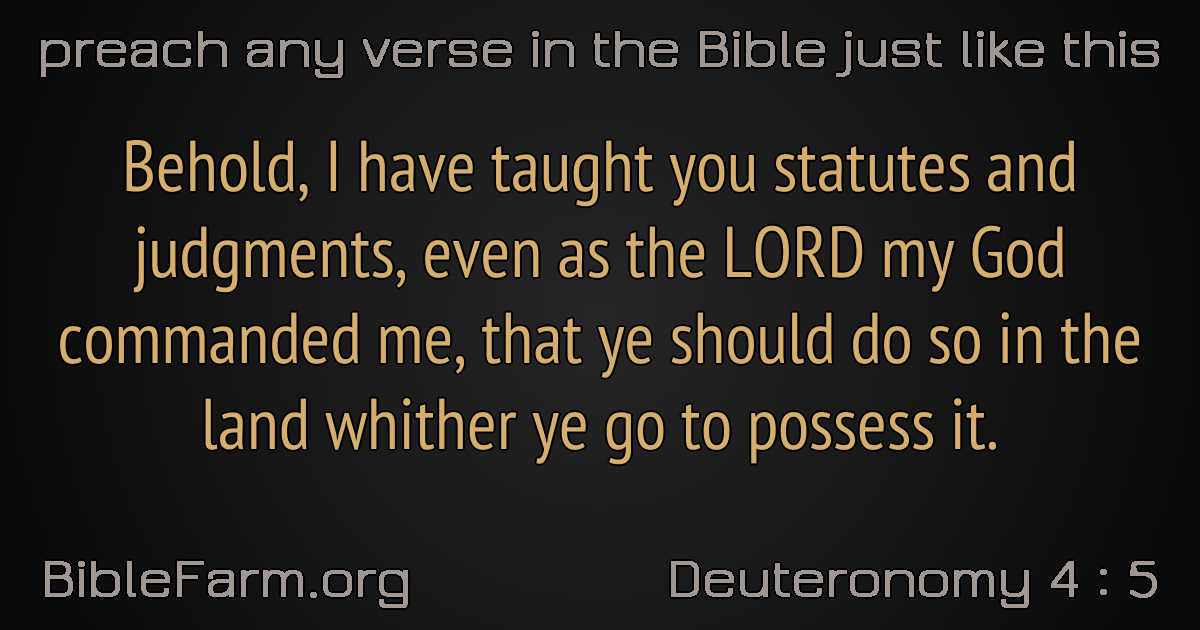 preach any verse in the Bible just like this
Behold, I have taught you statutes and
judgments, even as the LORD my God
commanded me, that ye should do so in the
land whither ye go to possess it.
BibleFarm.org
Deuteronomy 4 : 5